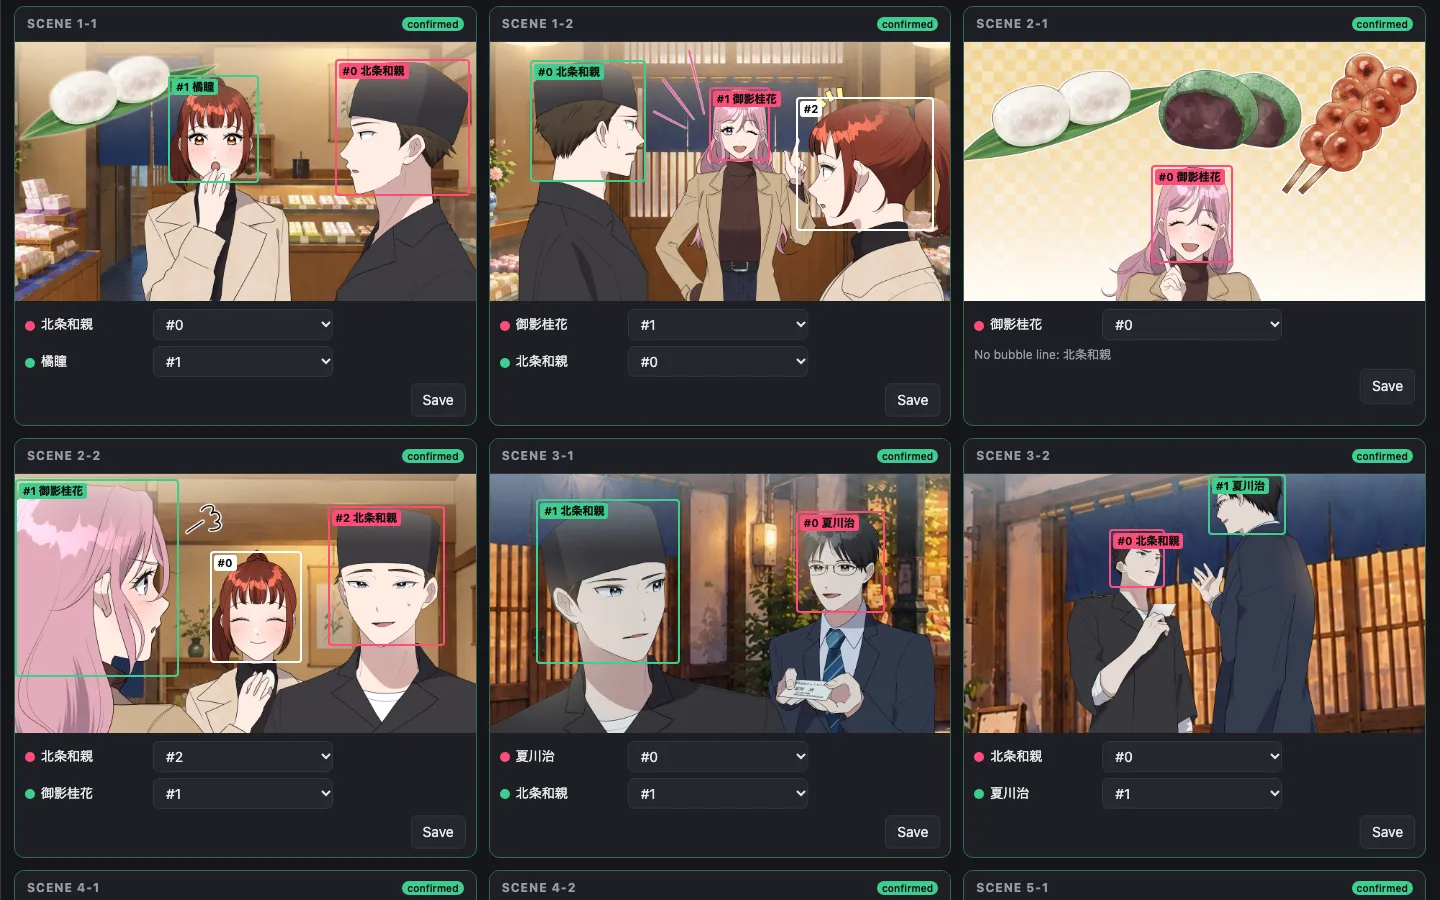 SCENE 1-1
confirmed
#1 橘瞳
#0 北条和親
北条和親
#0
橘瞳
#1
Save
SCENE 1-2
confirmed
#0 北条和親
#1 御影桂花
#2
御影桂花
#1
北条和親
#0
Save
SCENE 2-1
confirmed
#0 御影桂花
御影桂花
#0
No bubble line: 北条和親
Save
SCENE 2-2
confirmed
#1 御影桂花
#0
#2 北条和親
北条和親
#2
御影桂花
#1
Save
SCENE 3-1
confirmed
#1 北条和親
#0 夏川治
夏川治
#0
北条和親
#1
Save
SCENE 3-2
confirmed
#1 夏川治
#0 北条和親
北条和親
#0
夏川治
#1
Save
SCENE 4-1
confirmed
SCENE 4-2
confirmed
SCENE 5-1
confirmed